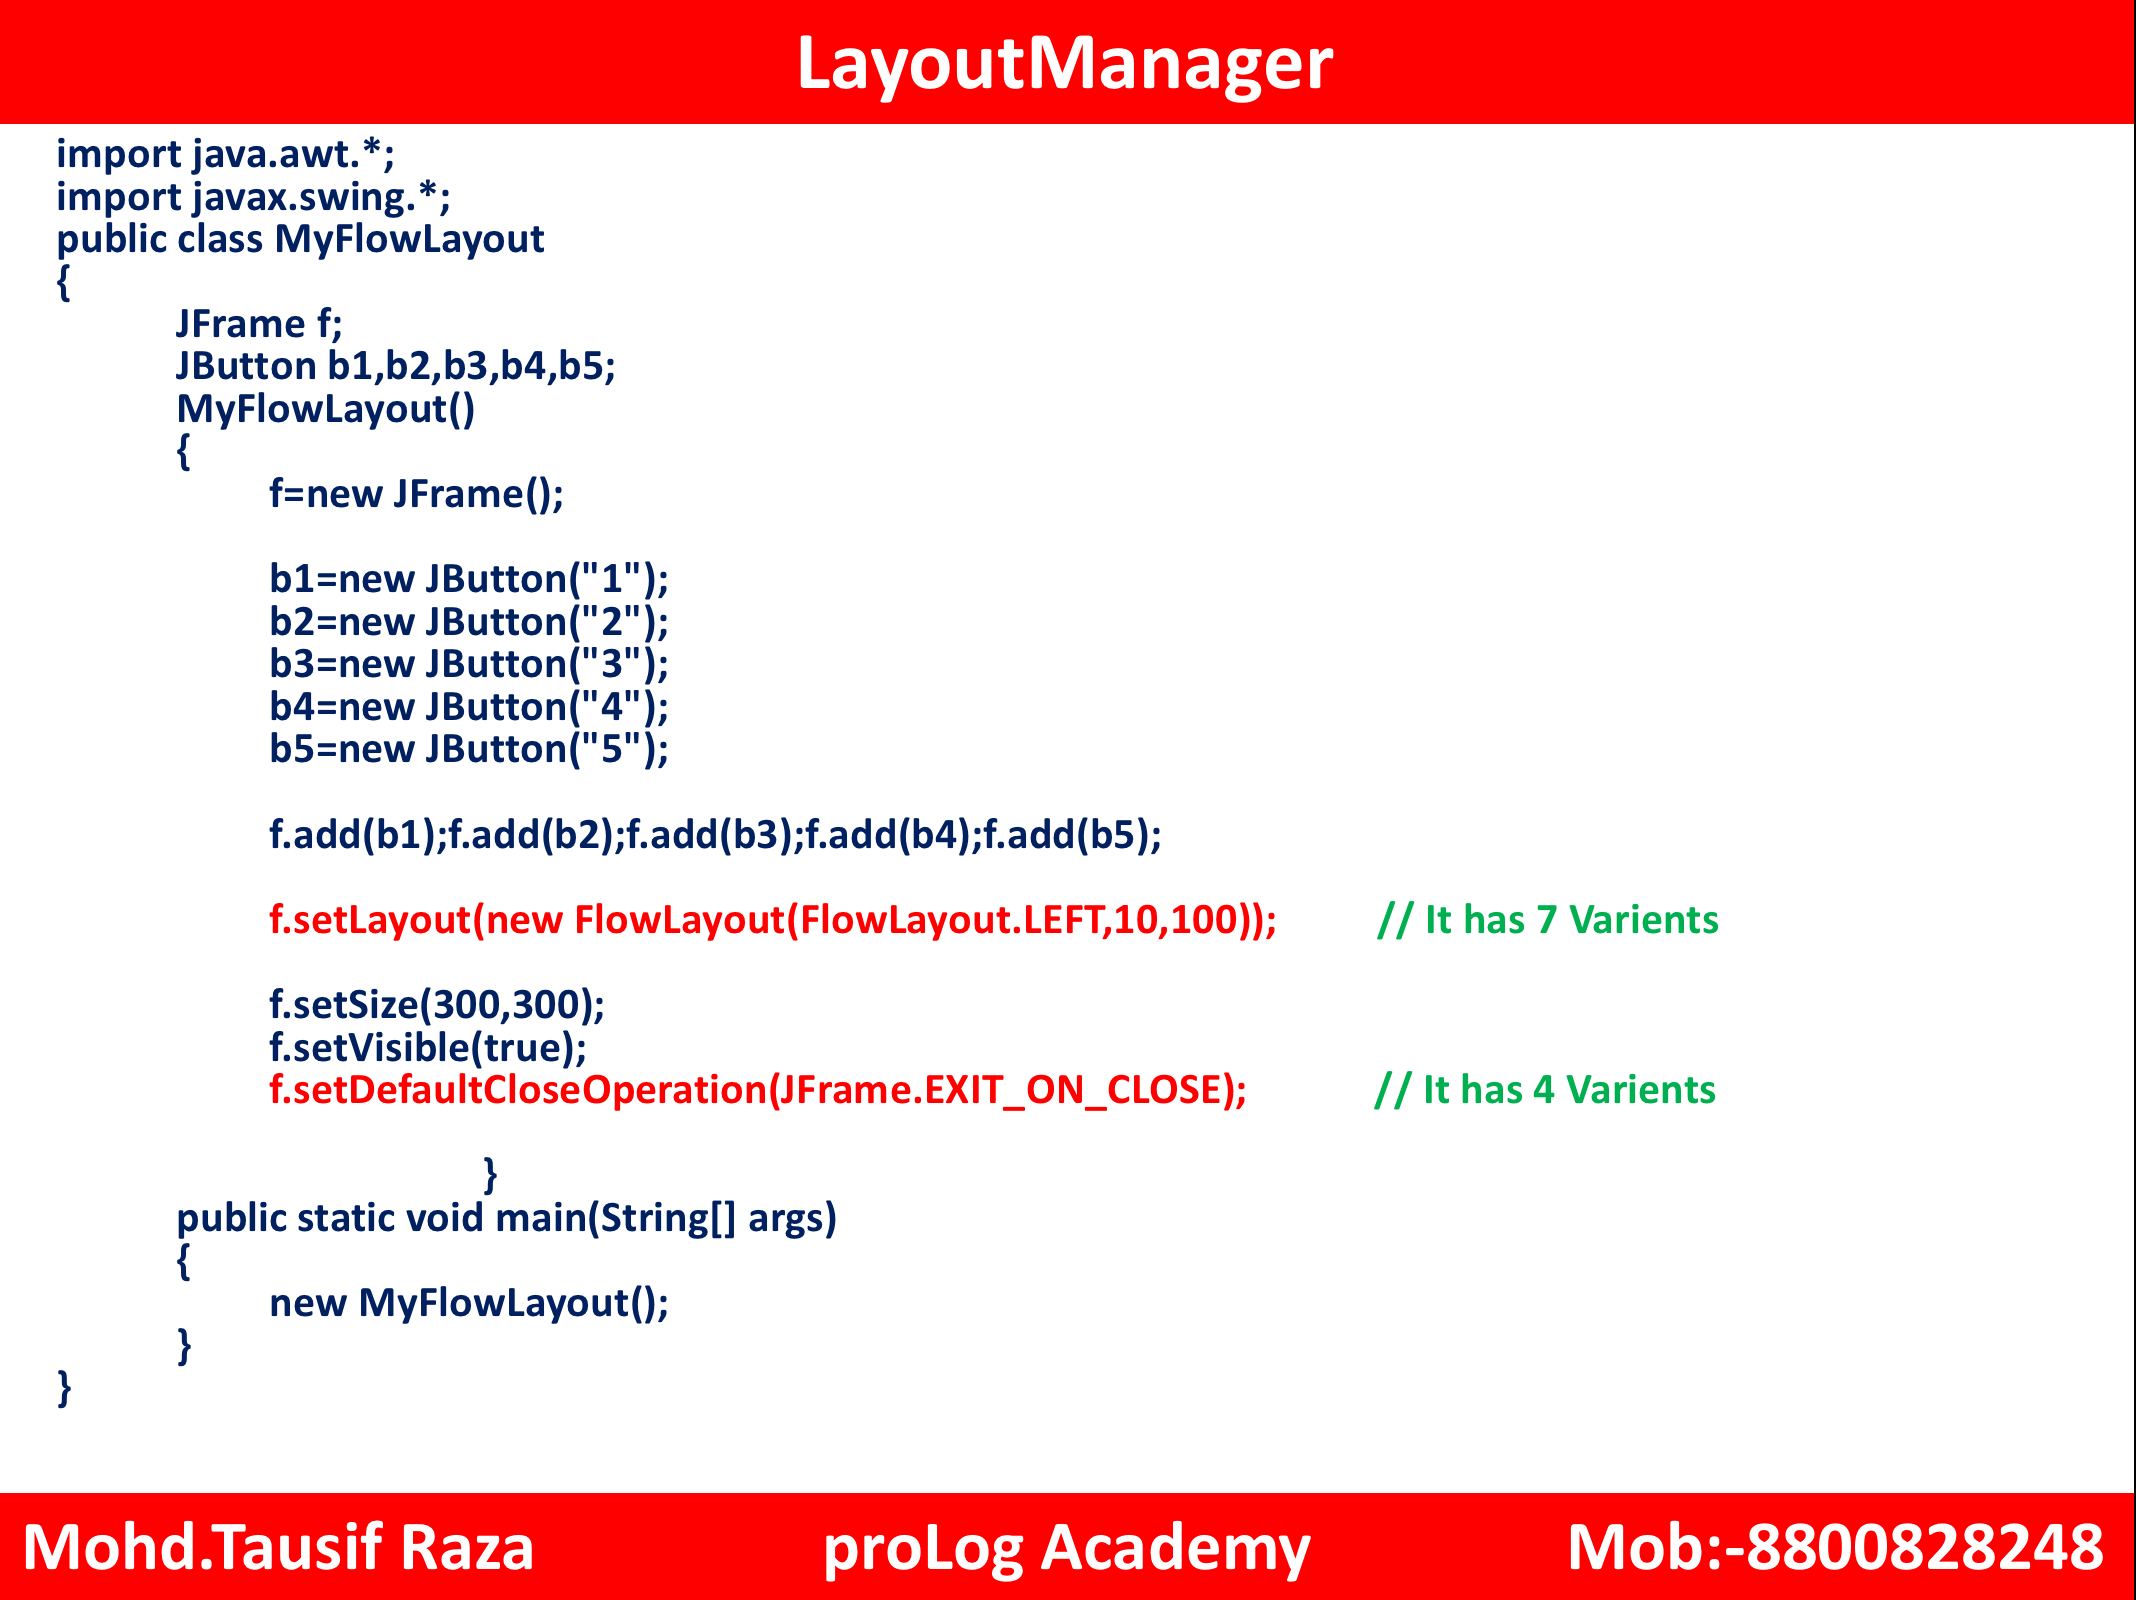 LayoutManager
import java.awt.*;
import javax.swing.*;
public class MyFlowLayout
{
JFrame f;
JButton b1,b2,b3,b4,b5;
MyFlowLayout()
{
f=new JFrame();
b1=new JButton("1");
b2=new JButton("2");
b3=new JButton("3");
b4=new JButton("4");
b5=new JButton("5");
f.add(b1);f.add(b2);f.add(b3);f.add(b4);f.add(b5);
f.setLayout(new FlowLayout(FlowLayout.LEFT,10,100)); // It has 7 Varients
f.setSize(300,300);
f.setVisible(true);
f.setDefaultCloseOperation(JFrame.EXIT_ON_CLOSE); // It has 4 Varients
}
public static void main(String[] args)
{
new MyFlowLayout();
}
}
Mohd.Tausif Raza proLog Academy Mob:-8800828248